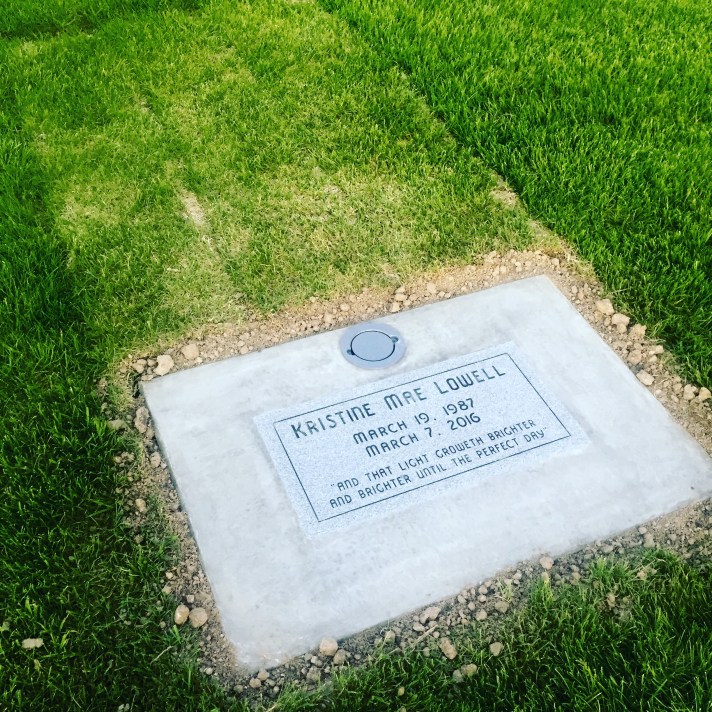 KRISTINE MAE LOWELL
MARCH 19, 1987
MARCH 7, 2016
"AND THAT LIGHT GROWETH BRIGHTER
AND BRIGHTER UNTIL THE PERFECT DAY"